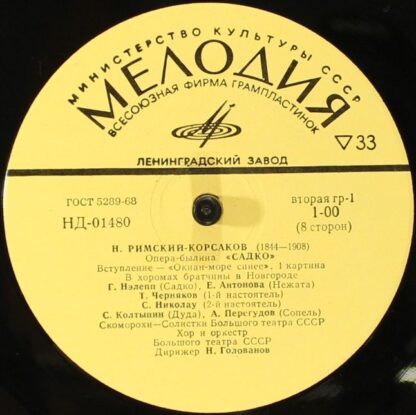 МИНИСТЕРСТВО КУЛЬТУРЫ СССР
МЕЛОДИЯ
ВСЕСОЮЗНАЯ ФИРМА ГРАМПЛАСТИНОК
▽33
ЛЕНИНГРАДСКИЙ ЗАВОД
ГОСТ 5289-68
вторая гр-1
НД-01480
1-00
(8 сторон)
Н. РИМСКИЙ-КОРСАКОВ (1844—1908)
Опера-былина «САДКО»
Вступление — «Окиан-море синее». 1 картина
В хоромах братчины в Новгороде
Г. Нэлепп (Садко), Е. Антонова (Нежата)
Т. Черняков (1-й настоятель)
С. Николау (2-й настоятель)
С. Колтыпин (Дуда), А. Перегудов (Сопель)
Скоморохи—Солистки Большого театра СССР
Хор и оркестр
Большого театра СССР
Дирижер Н. Голованов